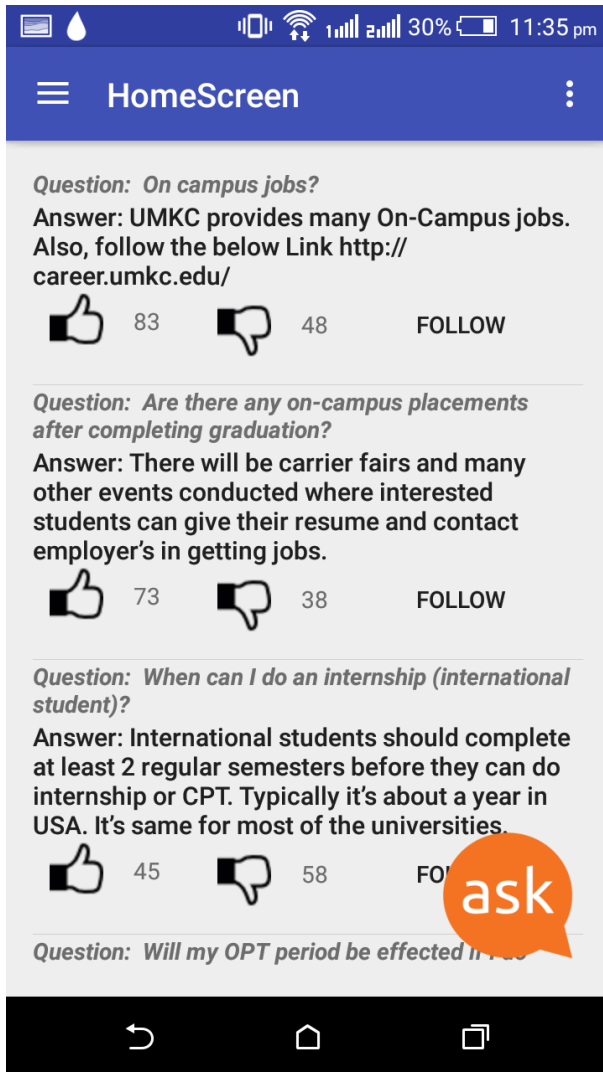 30% 11:35 pm
HomeScreen
Question: On campus jobs?
Answer: UMKC provides many On-Campus jobs.
Also, follow the below Link http://
career.umkc.edu/
83 48 FOLLOW
Question: Are there any on-campus placements
after completing graduation?
Answer: There will be carrier fairs and many
other events conducted where interested
students can give their resume and contact
employer’s in getting jobs.
73 38 FOLLOW
Question: When can I do an internship (international
student)?
Answer: International students should complete
at least 2 regular semesters before they can do
internship or CPT. Typically it’s about a year in
USA. It’s same for most of the universities.
45 58 FO
ask
Question: Will my OPT period be effected if I do